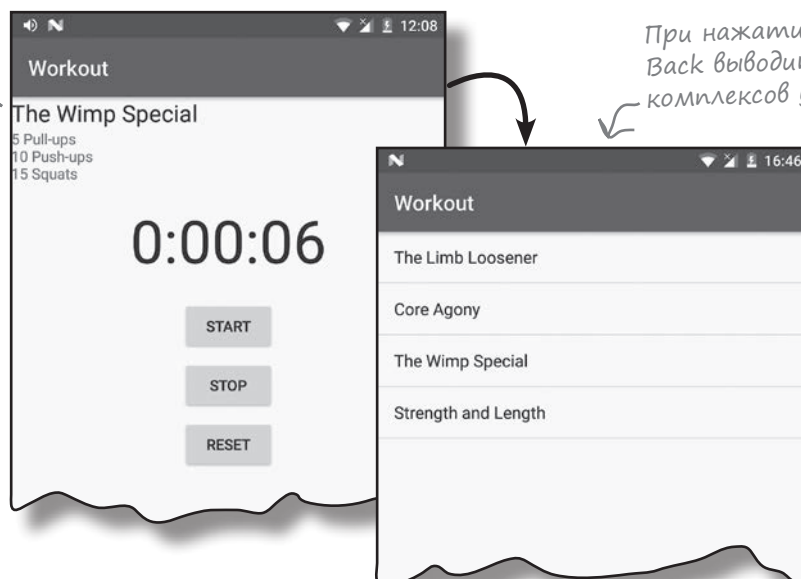 12:08
Workout
The Wimp Special
5 Pull-ups
10 Push-ups
15 Squats
0:00:06
START
STOP
RESET
При нажати
Back выводи
комплексов
16:46
Workout
The Limb Loosener
Core Agony
The Wimp Special
Strength and Length